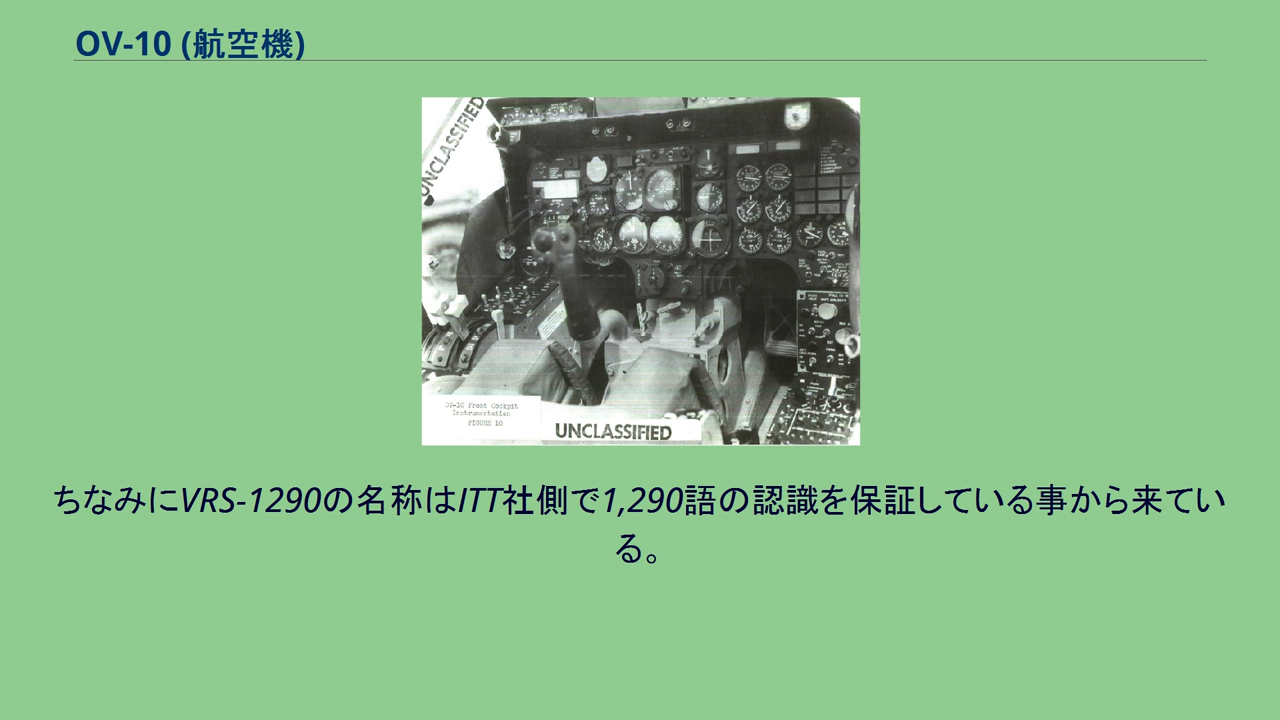 OV-10 (航空機)
UNCLASSIFIED
OV-10 Front Cockpit
Instrumentation
FIGURE 10
UNCLASSIFIED
ちなみにVRS-1290の名称はITT社側で1,290語の認識を保証している事から来てい
る。